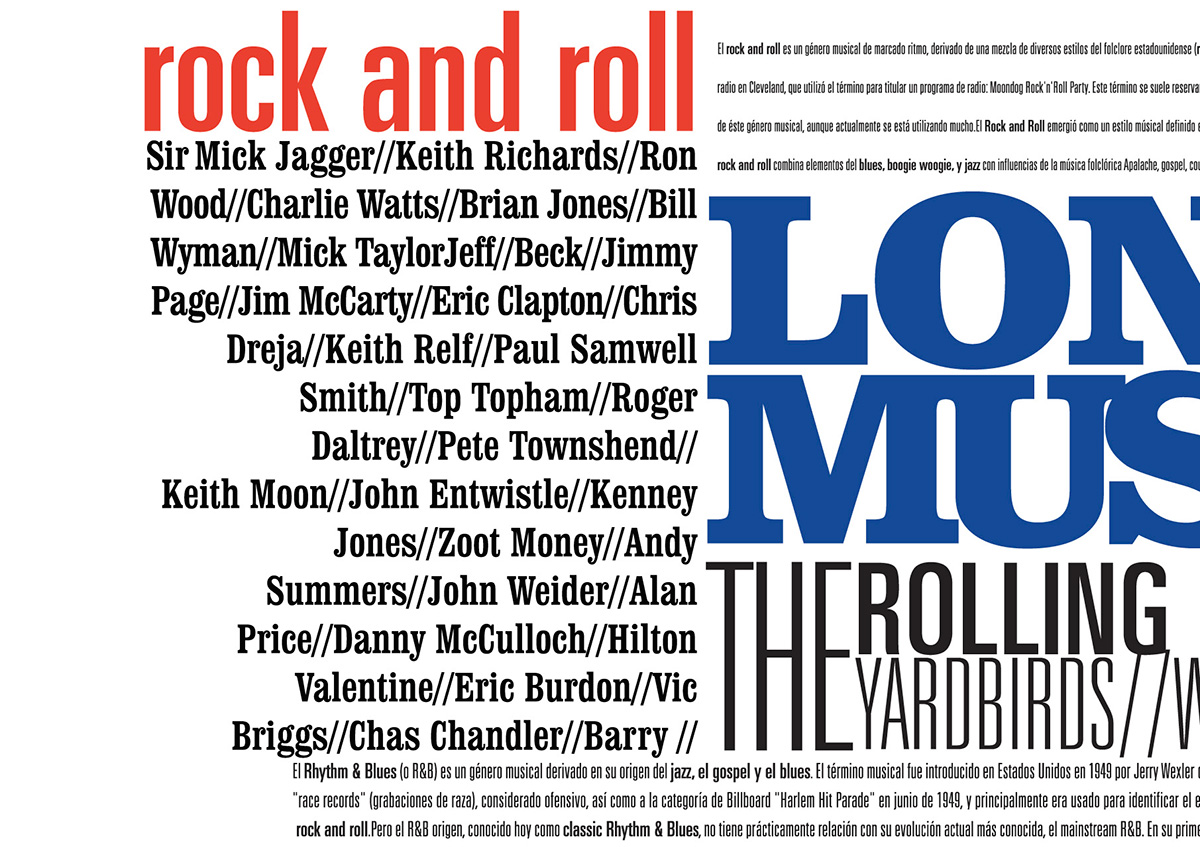 rock and roll
Sir Mick Jagger//Keith Richards//Ron
Wood//Charlie Watts//Brian Jones//Bill
Wyman//Mick TaylorJeff//Beck//Jimmy
Page//Jim McCarty//Eric Clapton//Chris
Dreja//Keith Relf//Paul Samwell
Smith//Top Topham//Roger
Daltrey//Pete Townshend//
Keith Moon//John Entwistle//Kenney
Jones//Zoot Money//Andy
Summers//John Weider//Alan
Price//Danny McCulloch//Hilton
Valentine//Eric Burdon//Vic
Briggs//Chas Chandler//Barry //
El rock and roll es un género musical de marcado ritmo, derivado de una mezcla de diversos estilos del folclore estadounidense (
radio en Cleveland, que utilizó el término para titular un programa de radio: Moondog Rock'n'Roll Party. Este término se suele reserva
de éste género musical, aunque actualmente se está utilizando mucho.El Rock and Roll emergió como un estilo músical definido
rock and roll combina elementos del blues, boogie woogie, y jazz con influencias de la música folclórica Apalache, gospel, cou
LON
MUS
THE ROLLING
YARDBIRDS//W
El Rhythm & Blues (o R&B) es un género musical derivado en su origen del jazz, el gospel y el blues. El término musical fue introducido en Estados Unidos en 1949 por Jerry Wexler
"race records" (grabaciones de raza), considerado ofensivo, así como a la categoría de Billboard "Harlem Hit Parade" en junio de 1949, y principalmente era usado para identificar el
rock and roll.Pero el R&B origen, conocido hoy como classic Rhythm & Blues, no tiene prácticamente relación con su evolución actual más conocida, el mainstream R&B. En su prime